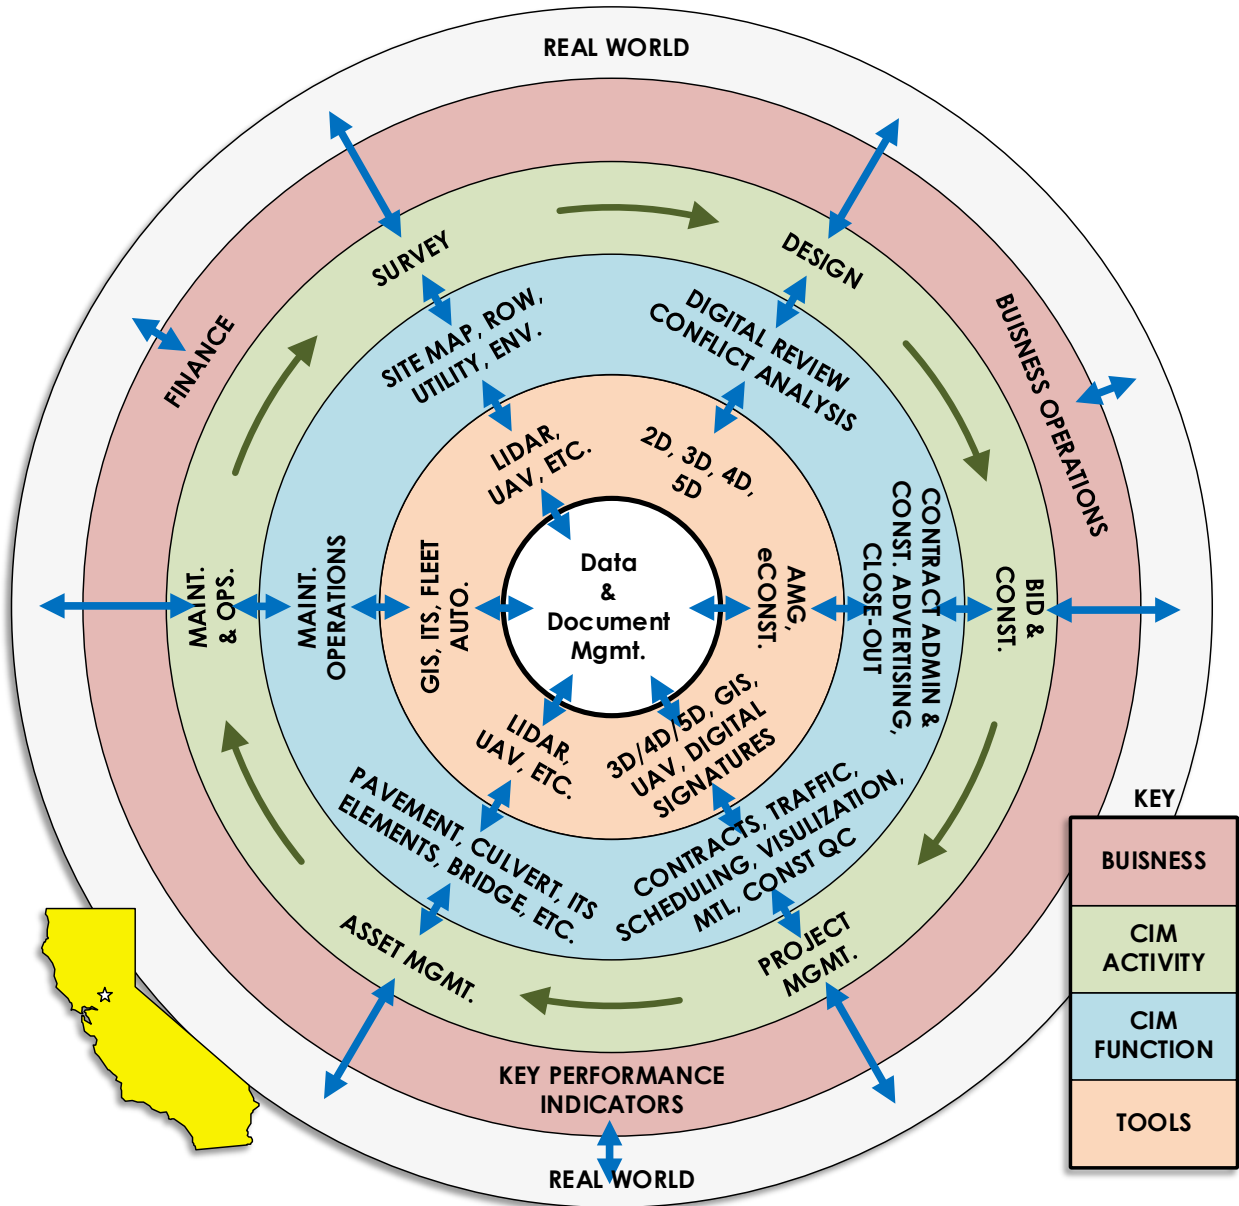 REAL WORLD
FINANCE
BUISNESS OPERATIONS
KEY PERFORMANCE
INDICATORS
REAL WORLD
SURVEY
DESIGN
BID &
CONST.
PROJECT
MGMT.
ASSET MGMT.
MAINT.
& OPS.
SITE MAP, ROW,
UTILITY, ENV.
DIGITAL REVIEW
CONFLICT ANALYSIS
CONTRACT ADMIN &
CONST. ADVERTISING,
CLOSE-OUT
CONTRACTS, TRAFFIC,
SCHEDULING, VISULIZATION,
MTL, CONST QC
PAVEMENT, CULVERT, ITS
ELEMENTS, BRIDGE, ETC.
MAINT.
OPERATIONS
LIDAR,
UAV, ETC.
2D, 3D, 4D,
5D
AMG,
eCONST.
3D/4D/5D, GIS,
UAV, DIGITAL
SIGNATURES
LIDAR,
UAV, ETC.
GIS, ITS, FLEET
AUTO.
Data
&
Document
Mgmt.
KEY
BUISNESS
CIM
ACTIVITY
CIM
FUNCTION
TOOLS